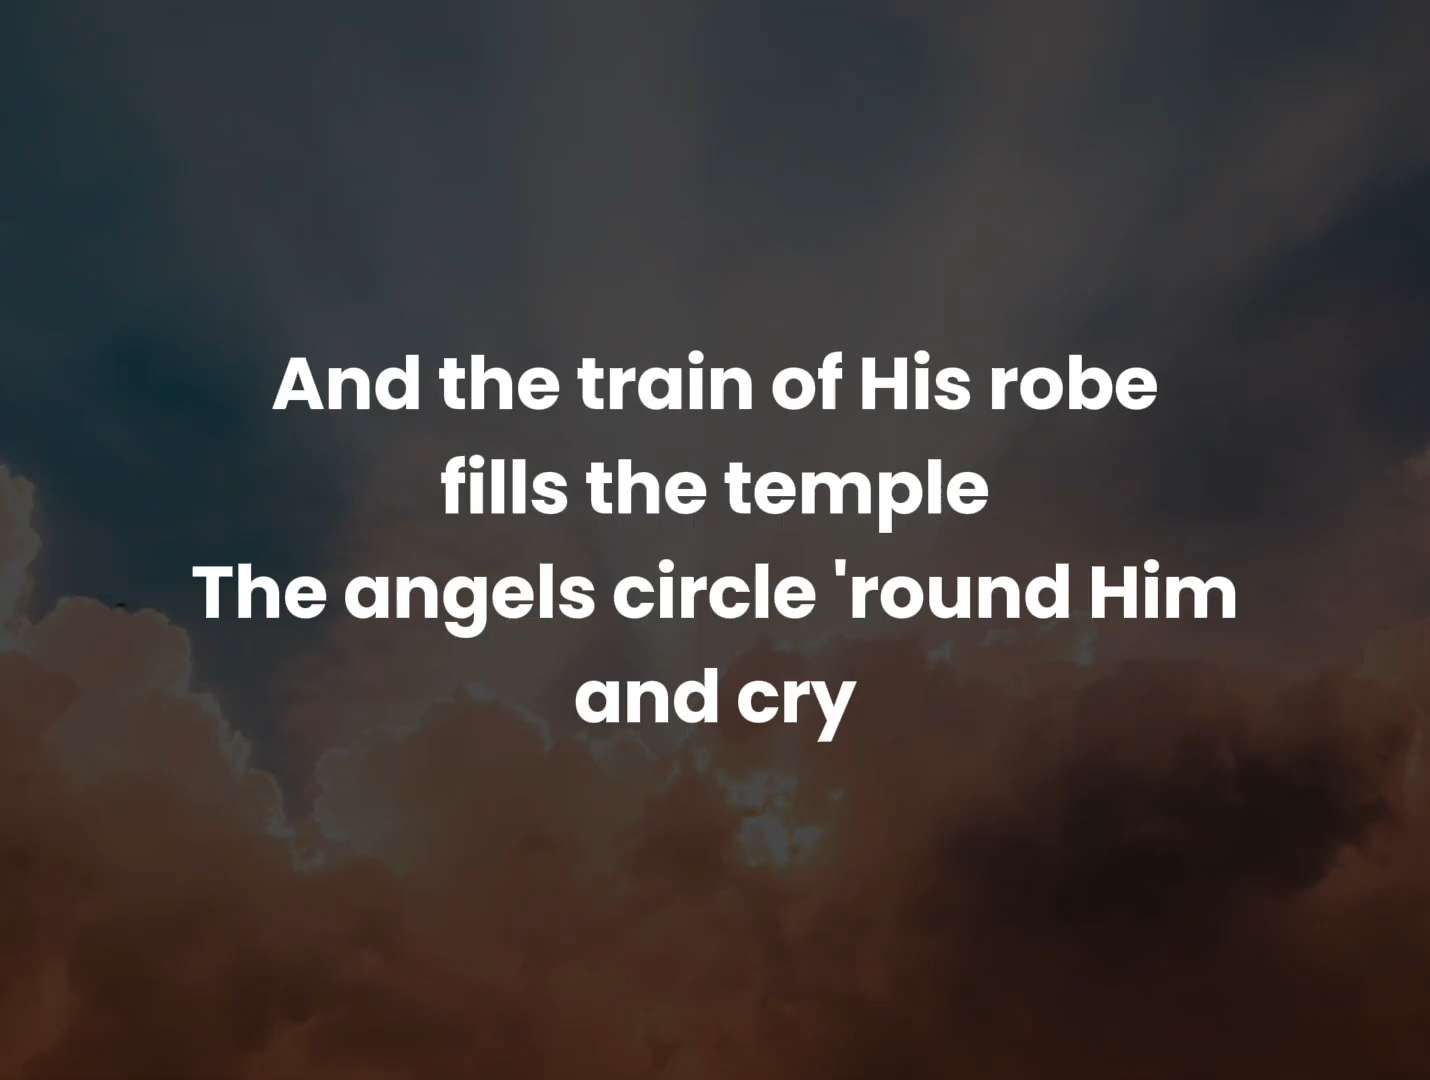 And the train of His robe
fills the temple
The angels circle 'round Him
and cry